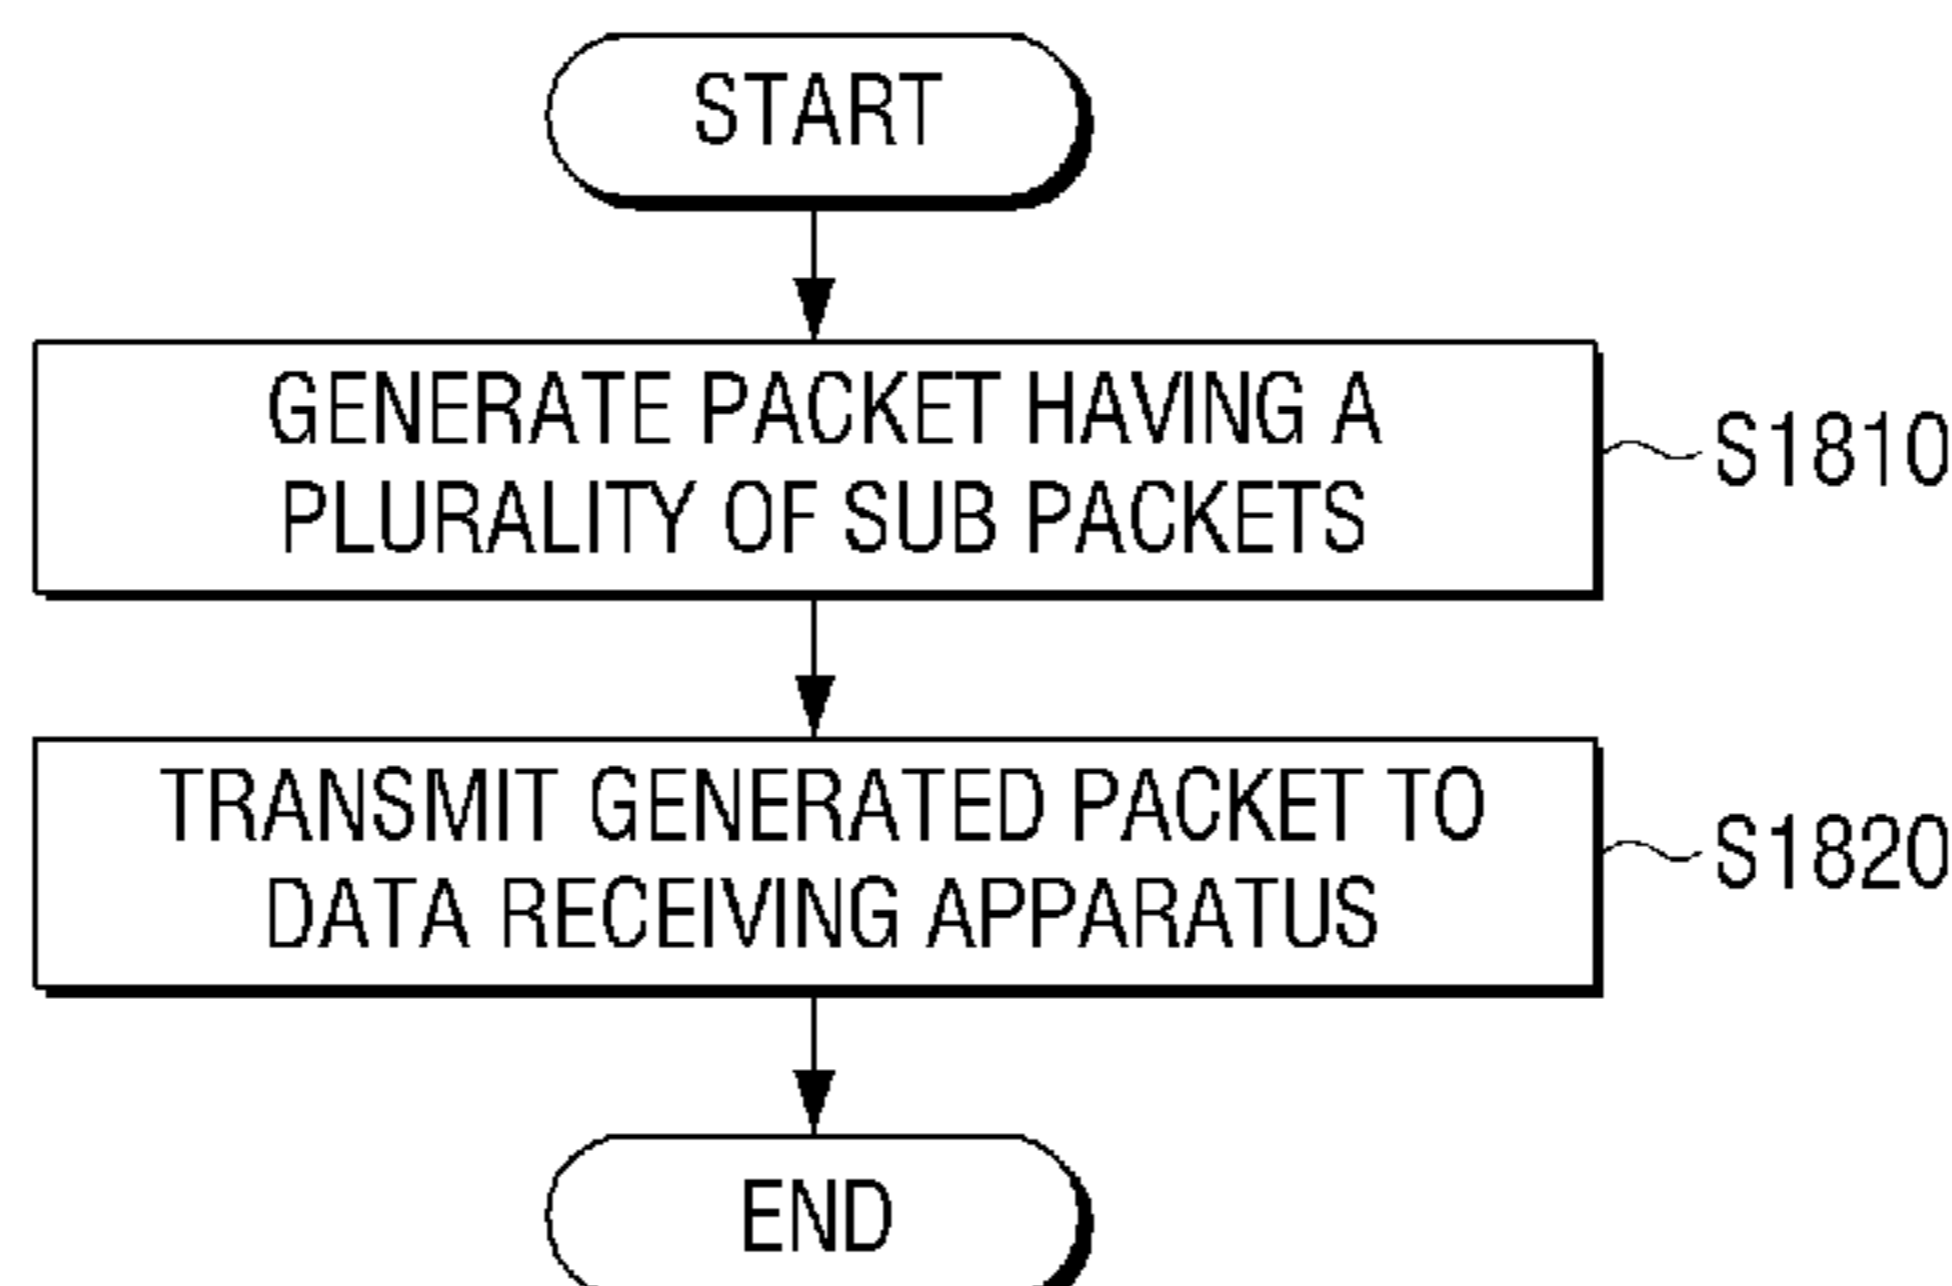 START
GENERATE PACKET HAVING A
PLURALITY OF SUB PACKETS
S1810
TRANSMIT GENERATED PACKET TO
DATA RECEIVING APPARATUS
S1820
END